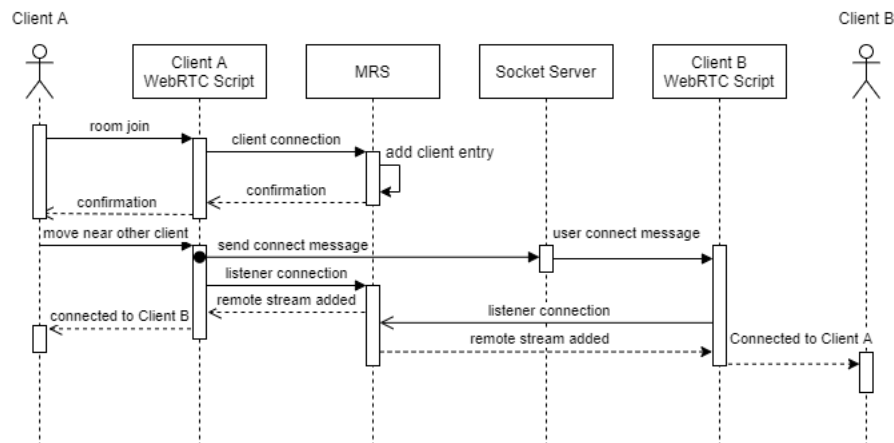 Client A
Client B
Client A
WebRTC Script
MRS
Socket Server
Client B
WebRTC Script
room join
client connection
add client entry
confirmation
confirmation
move near other client
send connect message
user connect message
listener connection
remote stream added
listener connection
connected to Client B
remote stream added
Connected to Client A